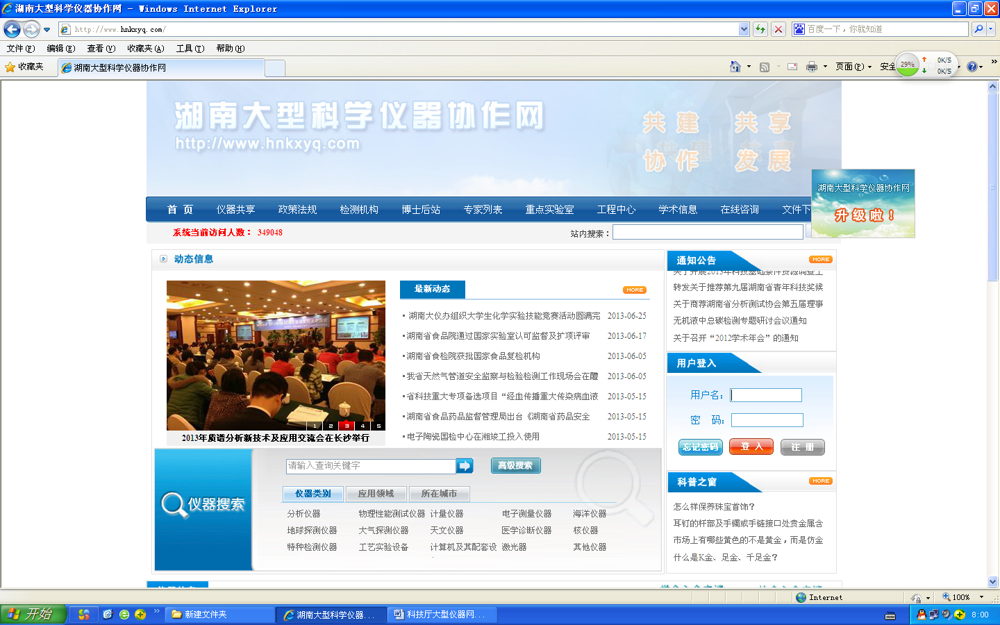 湖南大型科学仪器协作网 - Windows Internet Explorer
http://www.hnkxyq.com/
百度一下，你就知道
文件(F) 编辑(E) 查看(V) 收藏夹(A) 工具(T) 帮助(H)
收藏夹
湖南大型科学仪器协作网
页面(P)
安全
29%
0K/S
0K/S
湖南大型科学仪器协作网
http://www.hnkxyq.com
共建 共享
协作 发展
湖南大型科学仪器协作网
升级啦！
首 页 仪器共享 政策法规 检测机构 博士后站 专家列表 重点实验室 工程中心 学术信息 在线咨询 文件下
系统当前访问人数： 349048
站内搜索：
动态信息
1 2 3 4 5
2013年质谱分析新技术及应用交流会在长沙举行
最新动态
MORE
湖南大仪办组织大学生化学实验技能竞赛活动圆满完 2013-06-25
湖南省食品院通过国家实验室认可监督及扩项评审 2013-06-17
湖南省食检院获批国家食品复检机构 2013-06-05
我省天然气管道安全监察与检验检测工作现场会在醴 2013-06-05
省科技重大专项备选项目“经血传播重大传染病血液 2013-05-15
湖南省食品药品监督管理局出台《湖南省药品安全 2013-05-15
电子陶瓷国检中心在湘竣工投入使用 2013-05-15
通知公告
MORE
关于开展2013年科技基础条件资源调查工
转发关于推荐第九届湖南省青年科技奖候
关于商荐湖南省分析测试协会第五届理事
无机液中总碳检测专题研讨会议通知
关于召开“2012学术年会”的通知
用户登入
用户名：
密 码：
忘记密码 登 入 注 册
科普之窗
MORE
怎么样保养珠宝首饰？
耳钉的杆部及手镯或手链接口处贵金属含
市场上有哪些黄色的不是黄金，而是仿金
什么是K金、足金、千足金？
仪器搜索
请输入查询关键字
高级搜索
仪器类别 应用领域 所在城市
分析仪器 物理性能测试仪器 计量仪器 电子测量仪器 海洋仪器
地球探测仪器 大气探测仪器 天文仪器 医学诊断仪器 核仪器
特种检测仪器 工艺实验设备 计算机及其配套设 激光器 其他仪器
Internet
100%
开始
新建文件夹
湖南大型科学仪器...
科技厅大型仪器网...
8:00